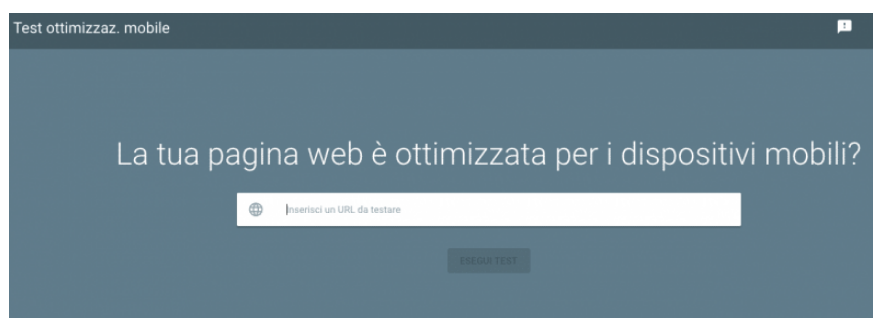 Test ottimizzaz. mobile
La tua pagina web è ottimizzata per i dispositivi mobili?
Inserisci un URL da testare
ESEGUI TEST